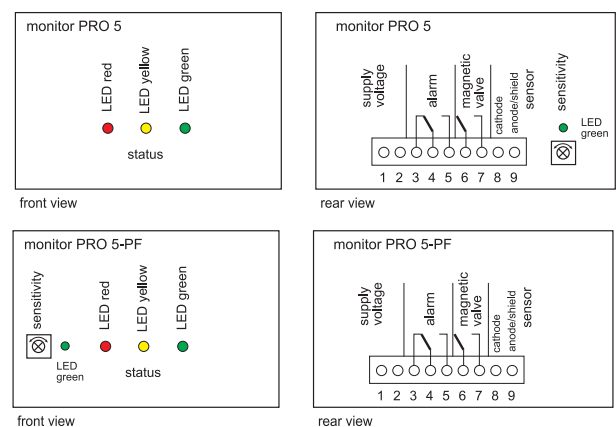 monitor PRO 5
LED red
LED yellow
LED green
status
front view
monitor PRO 5
supply
voltage
alarm
magnetic
valve
cathode
anode/shield
sensor
sensitivity
LED
green
1 2 3 4 5 6 7 8 9
rear view
monitor PRO 5-PF
sensitivity
LED
green
LED red
LED yellow
LED green
status
front view
monitor PRO 5-PF
supply
voltage
alarm
magnetic
valve
cathode
anode/shield
sensor
1 2 3 4 5 6 7 8 9
rear view